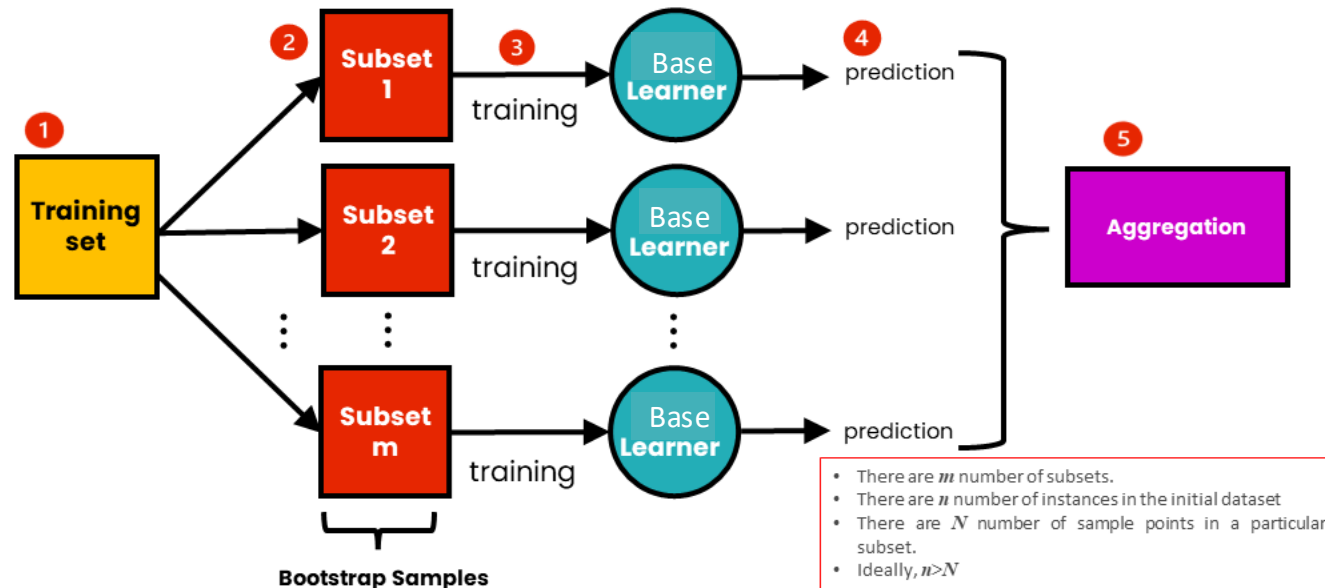 1
Training
set
2
Subset
1
3
training
Base
Learner
4
prediction
Subset
2
training
Base
Learner
prediction
Subset
m
training
Base
Learner
prediction
5
Aggregation
Bootstrap Samples
• There are m number of subsets.
• There are n number of instances in the initial dataset
• There are N number of sample points in a particular
subset.
• Ideally, n>N